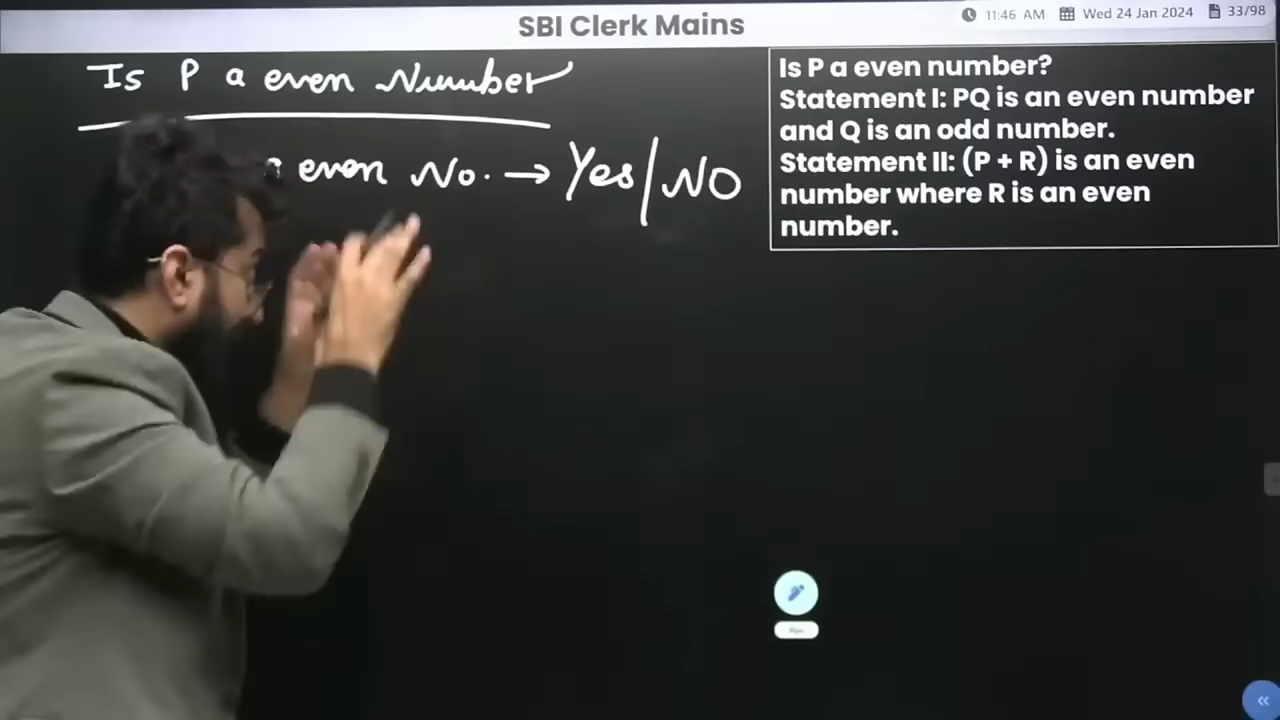 SBI Clerk Mains
11:46 AM Wed 24 Jan 2024 33/98
Is P a even Number
even No. → Yes/NO
Is P a even number?
Statement I: PQ is an even number
and Q is an odd number.
Statement II: (P + R) is an even
number where R is an even
number.